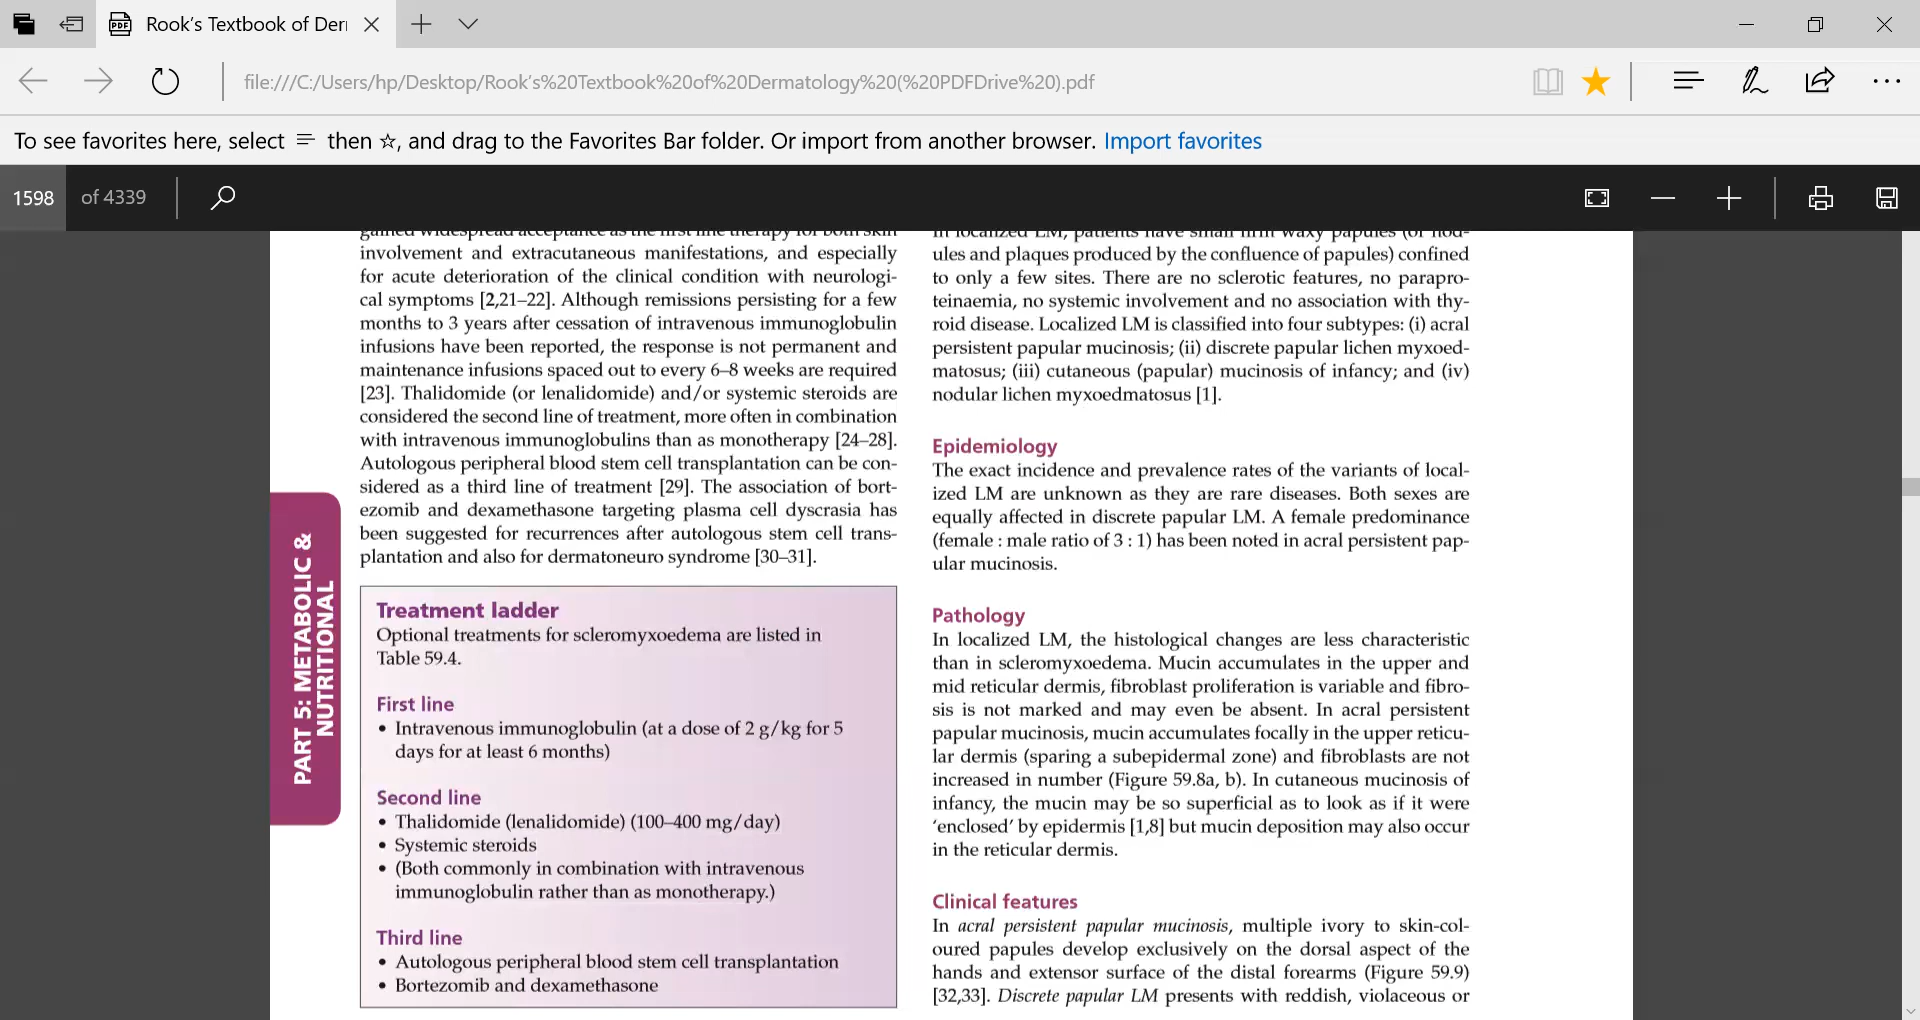 Rook's Textbook of Der
file:///C:/Users/hp/Desktop/Rook's%20Textbook%20of%20Dermatology%20(%20PDFDrive%20).pdf
To see favorites here, select then ☆, and drag to the Favorites Bar folder. Or import from another browser. Import favorites
1598 of 4339
gained widespread acceptance as the first line therapy for both skin
involvement and extracutaneous manifestations, and especially
for acute deterioration of the clinical condition with neurologi-
cal symptoms [2,21–22]. Although remissions persisting for a few
months to 3 years after cessation of intravenous immunoglobulin
infusions have been reported, the response is not permanent and
maintenance infusions spaced out to every 6–8 weeks are required
[23]. Thalidomide (or lenalidomide) and/or systemic steroids are
considered the second line of treatment, more often in combination
with intravenous immunoglobulins than as monotherapy [24–28].
Autologous peripheral blood stem cell transplantation can be con-
sidered as a third line of treatment [29]. The association of bort-
ezomib and dexamethasone targeting plasma cell dyscrasia has
been suggested for recurrences after autologous stem cell trans-
plantation and also for dermatoneuro syndrome [30–31].
PART 5: METABOLIC &
NUTRITIONAL
Treatment ladder
Optional treatments for scleromyxoedema are listed in
Table 59.4.
First line
• Intravenous immunoglobulin (at a dose of 2 g/kg for 5
days for at least 6 months)
Second line
• Thalidomide (lenalidomide) (100–400 mg/day)
• Systemic steroids
• (Both commonly in combination with intravenous
immunoglobulin rather than as monotherapy.)
Third line
• Autologous peripheral blood stem cell transplantation
• Bortezomib and dexamethasone
In localized LM, patients have small firm waxy papules (or nod-
ules and plaques produced by the confluence of papules) confined
to only a few sites. There are no sclerotic features, no parapro-
teinaemia, no systemic involvement and no association with thy-
roid disease. Localized LM is classified into four subtypes: (i) acral
persistent papular mucinosis; (ii) discrete papular lichen myxoed-
matosus; (iii) cutaneous (papular) mucinosis of infancy; and (iv)
nodular lichen myxoedmatosus [1].
Epidemiology
The exact incidence and prevalence rates of the variants of local-
ized LM are unknown as they are rare diseases. Both sexes are
equally affected in discrete papular LM. A female predominance
(female : male ratio of 3 : 1) has been noted in acral persistent pap-
ular mucinosis.
Pathology
In localized LM, the histological changes are less characteristic
than in scleromyxoedema. Mucin accumulates in the upper and
mid reticular dermis, fibroblast proliferation is variable and fibro-
sis is not marked and may even be absent. In acral persistent
papular mucinosis, mucin accumulates focally in the upper reticu-
lar dermis (sparing a subepidermal zone) and fibroblasts are not
increased in number (Figure 59.8a, b). In cutaneous mucinosis of
infancy, the mucin may be so superficial as to look as if it were
'enclosed' by epidermis [1,8] but mucin deposition may also occur
in the reticular dermis.
Clinical features
In acral persistent papular mucinosis, multiple ivory to skin-col-
oured papules develop exclusively on the dorsal aspect of the
hands and extensor surface of the distal forearms (Figure 59.9)
[32,33]. Discrete papular LM presents with reddish, violaceous or